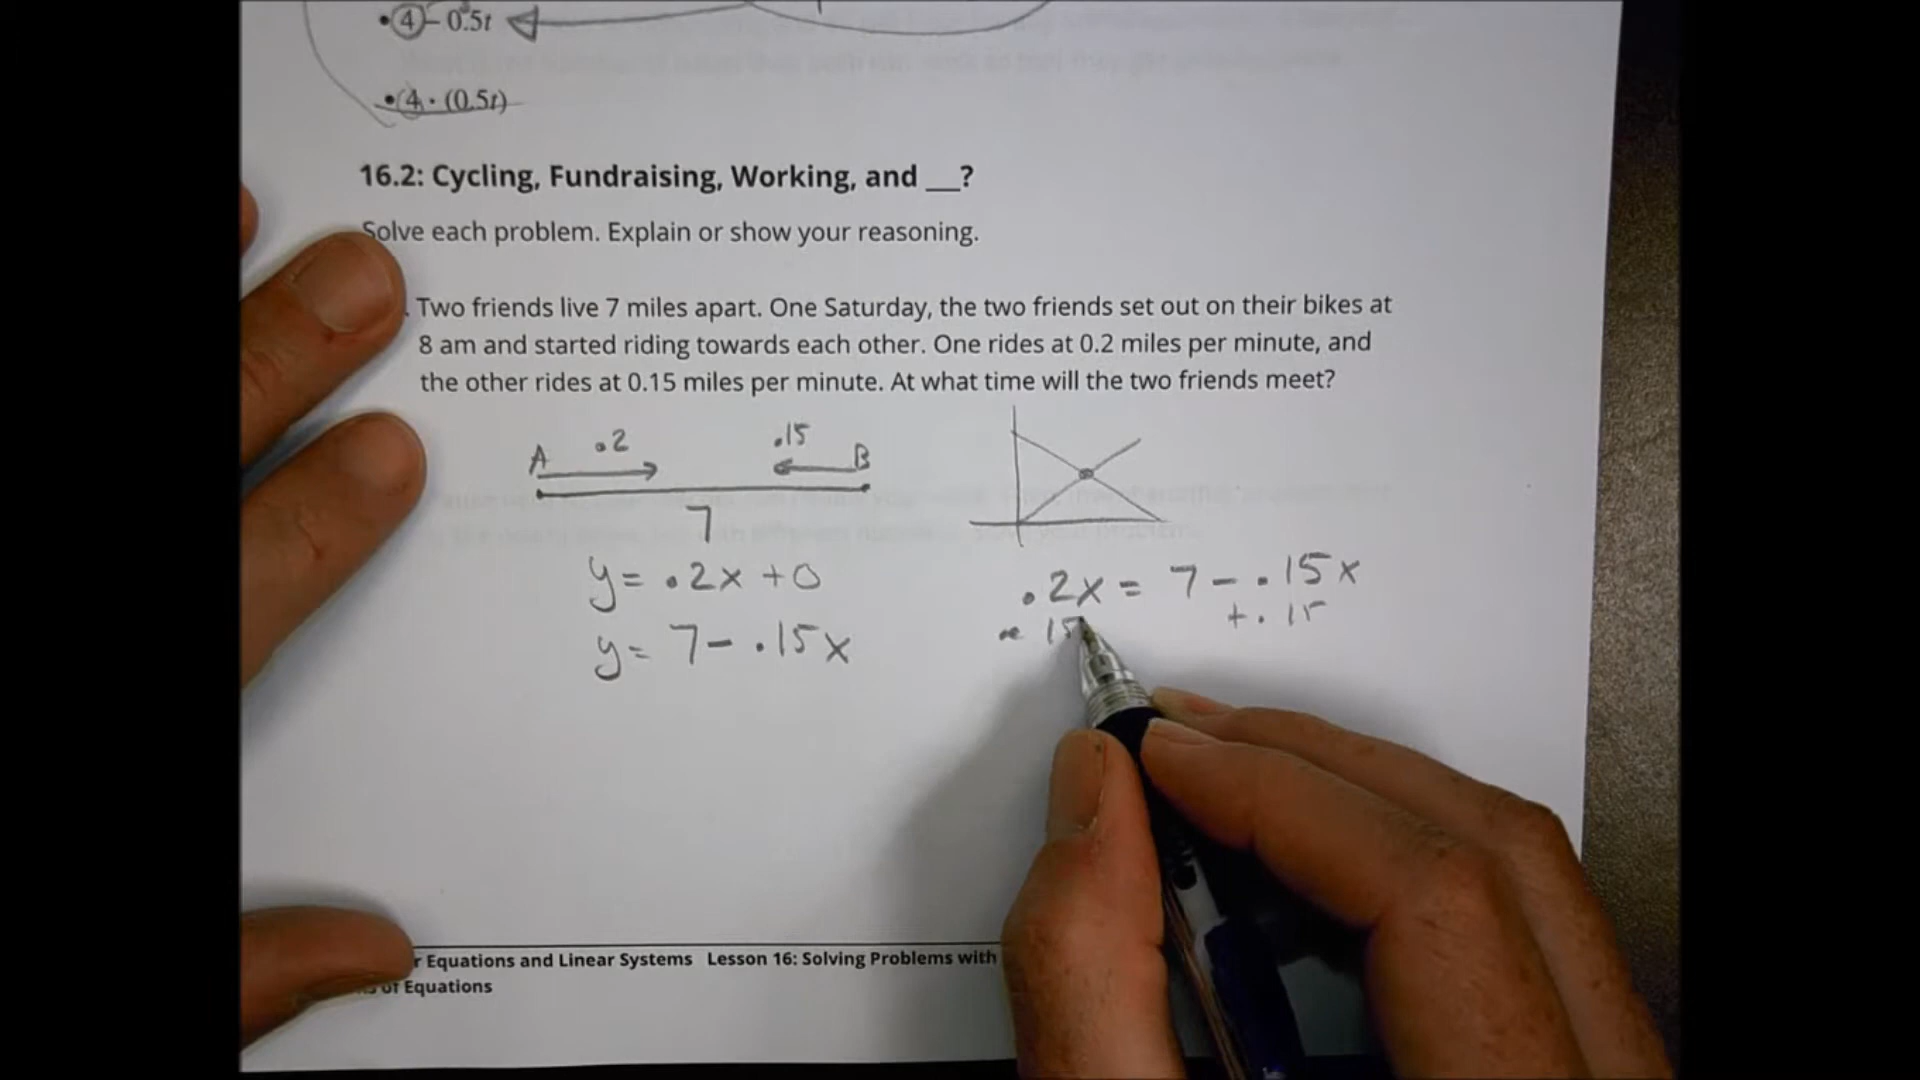 •4 – 0.5t
•4 · (0.5t)
16.2: Cycling, Fundraising, Working, and ___?
Solve each problem. Explain or show your reasoning.
. Two friends live 7 miles apart. One Saturday, the two friends set out on their bikes at
8 am and started riding towards each other. One rides at 0.2 miles per minute, and
the other rides at 0.15 miles per minute. At what time will the two friends meet?
A .2 .15 B
7
y = .2x + 0
y = 7 - .15x
.2x = 7 - .15x
15 + .15
r Equations and Linear Systems Lesson 16: Solving Problems with
of Equations